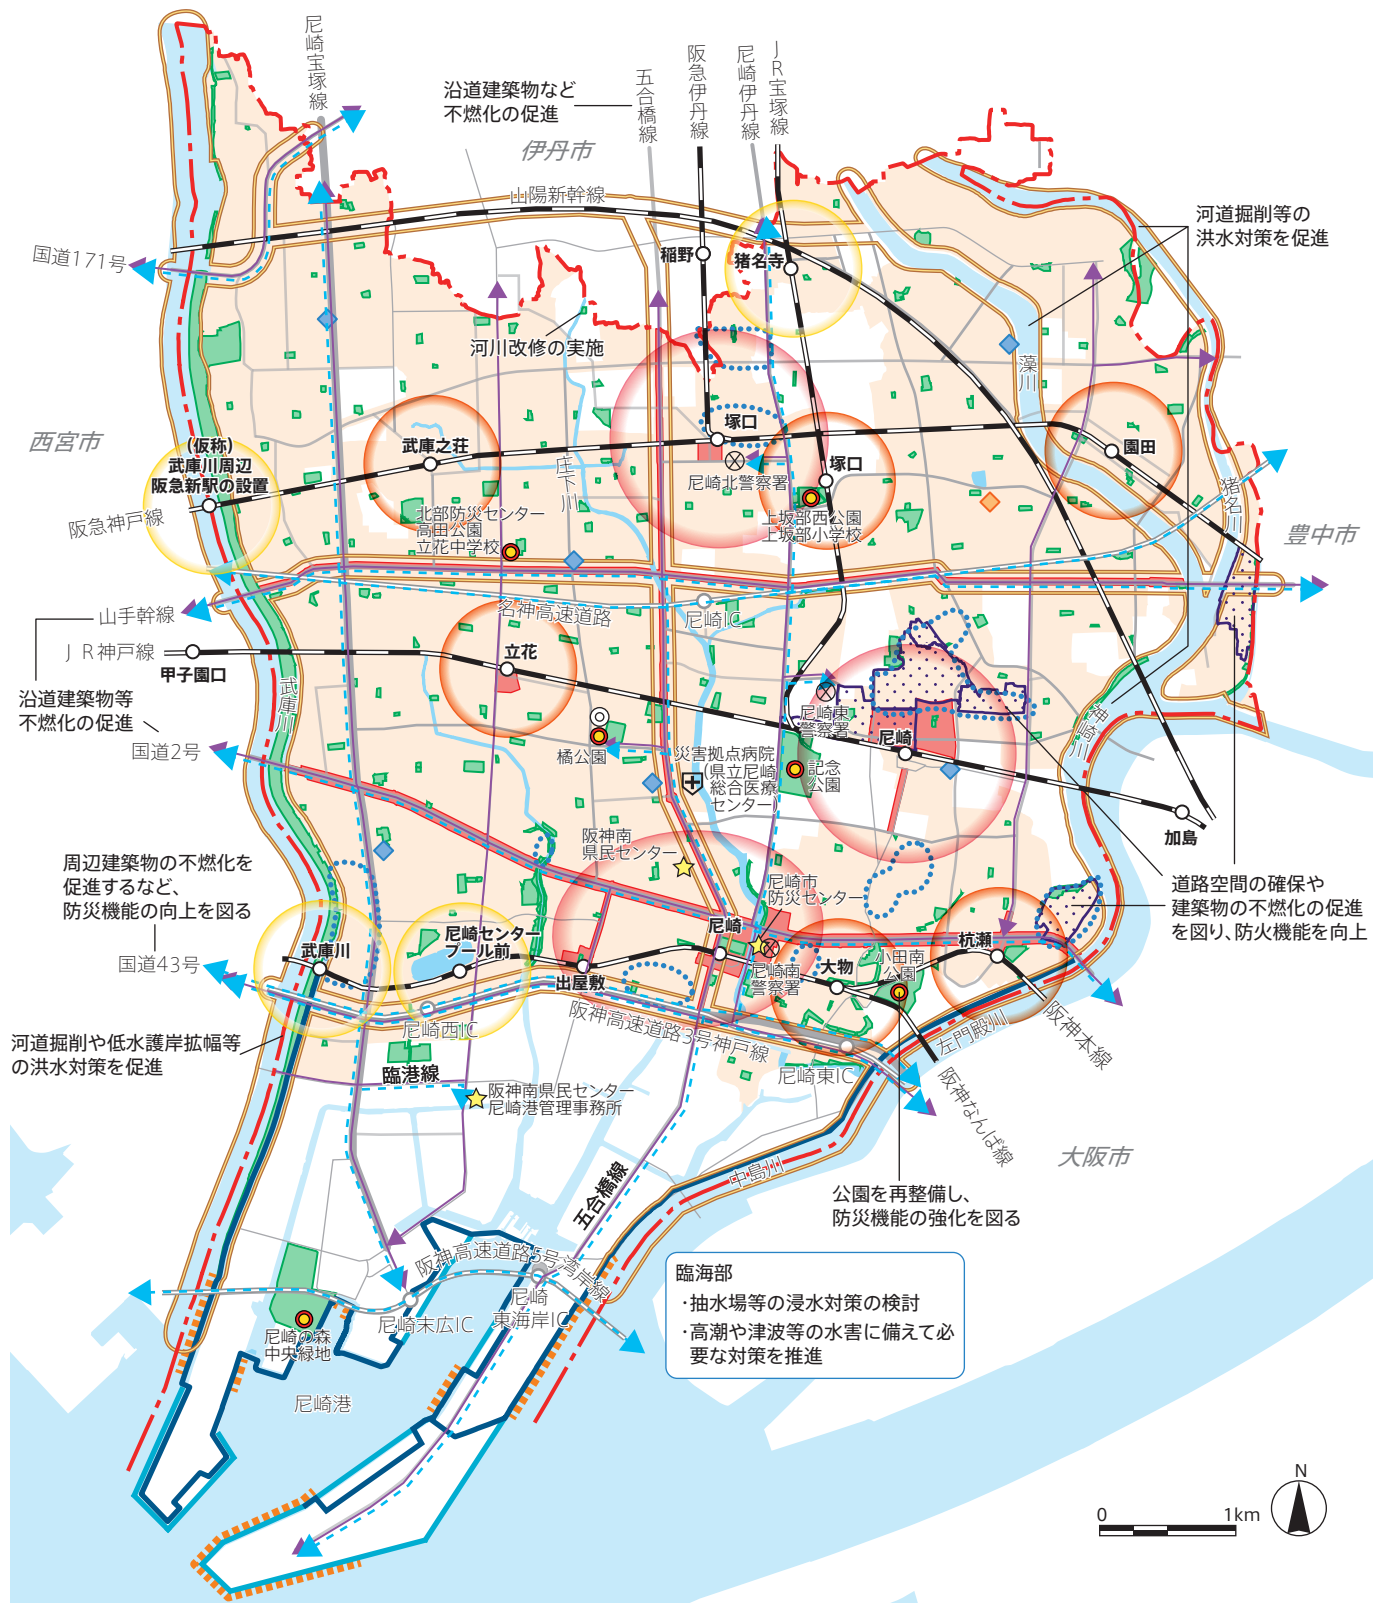 尼崎宝塚線
沿道建築物など
不燃化の促進
五合橋線
阪急伊丹線
尼崎伊丹線
ＪＲ宝塚線
伊丹市
山陽新幹線
河道掘削等の
洪水対策を促進
国道171号
稲野
猪名寺
河川改修の実施
藻川
西宮市
(仮称)
武庫川周辺
阪急新駅の設置
武庫之荘
塚口
塚口
園田
庄下川
尼崎北警察署
猪名川
阪急神戸線
北部防災センター
高田公園
立花中学校
上坂部西公園
上坂部小学校
豊中市
名神高速道路
尼崎IC
山手幹線
ＪＲ神戸線
甲子園口
立花
武庫川
沿道建築物等
不燃化の促進
国道2号
橘公園
災害拠点病院
(県立尼崎
総合医療
センター)
尼崎東
警察署
尼崎
記念
公園
神崎川
加島
周辺建築物の不燃化を
促進するなど、
防災機能の向上を図る
阪神南
県民センター
尼崎市
防災センター
道路空間の確保や
建築物の不燃化の促進
を図り、防火機能を向上
国道43号
武庫川
尼崎センター
プール前
出屋敷
尼崎
尼崎南
警察署
大物
小田南
公園
杭瀬
尼崎西IC
阪神高速道路3号神戸線
左門殿川
阪神本線
河道掘削や低水護岸拡幅等
の洪水対策を促進
臨港線
阪神南県民センター
尼崎港管理事務所
尼崎東IC
阪神なんば線
大阪市
中島川
五合橋線
公園を再整備し、
防災機能の強化を図る
阪神高速道路5号湾岸線
尼崎
東海岸IC
尼崎末広IC
尼崎の森
中央緑地
尼崎港
臨海部
・抽水場等の浸水対策の検討
・高潮や津波等の水害に備えて必
要な対策を推進
N
0 1km